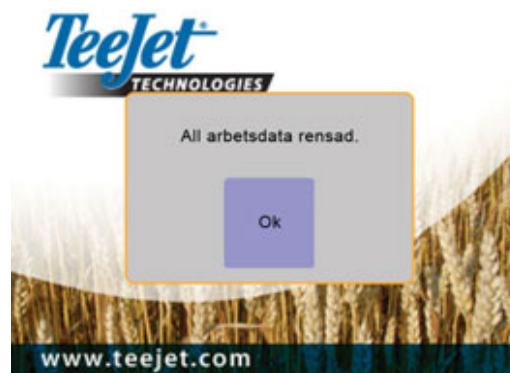 TeeJet
TECHNOLOGIES
All arbetsdata rensad.
Ok
www.teejet.com